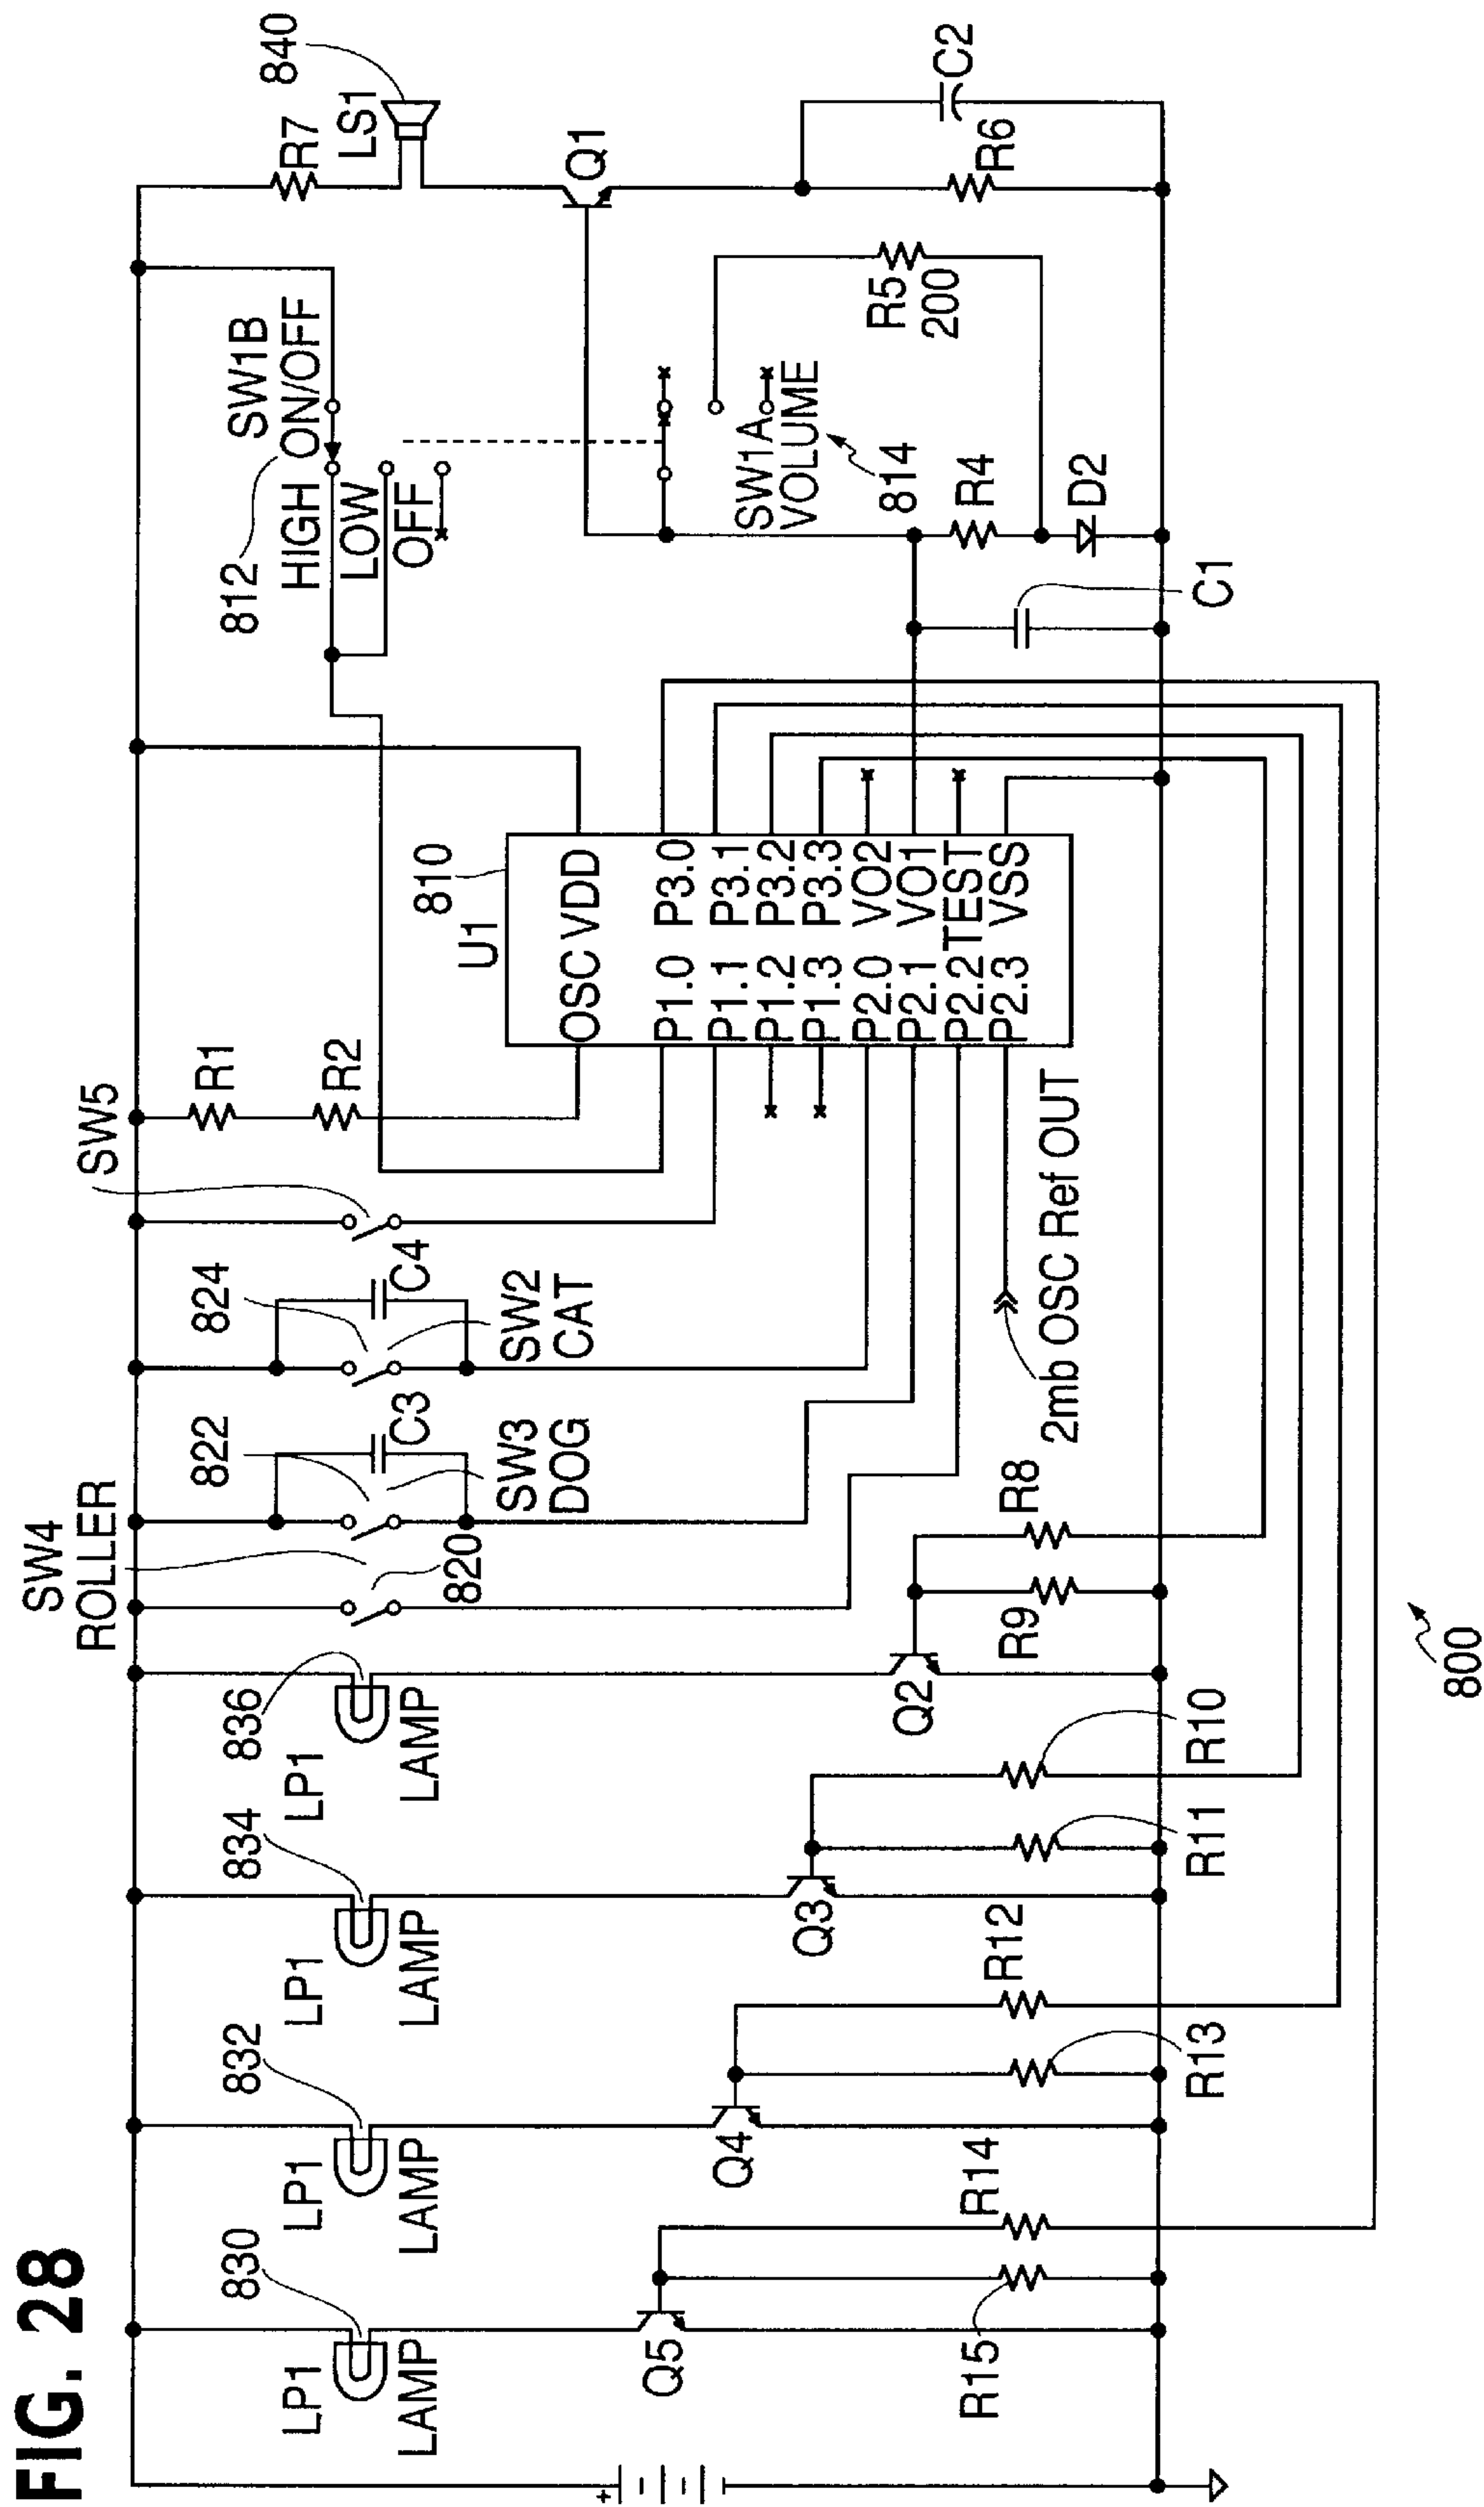 FIG. 28
SW4
ROLLER
SW5
840
R7
LS1
822
824
R1
R2
812
SW1B
HIGH ON/OFF
LOW
OFF
830
LP1
LAMP
832
LP1
LAMP
834
LP1
LAMP
836
LP1
LAMP
820
C3
SW3
DOG
C4
SW2
CAT
U1
810
OSC VDD
P1.0 P3.0
P1.1 P3.1
P1.2 P3.2
P1.3 P3.3
P2.0 VO2
P2.1 VO1
P2.2 TEST
P2.3 VSS
Q1
SW1A
VOLUME
814
R5
200
C2
R6
R4
D2
C1
+
Q5
Q4
Q3
Q2
R15
R14
R12
R9
R8
2mb OSC Ref OUT
R13
R11
R10
800